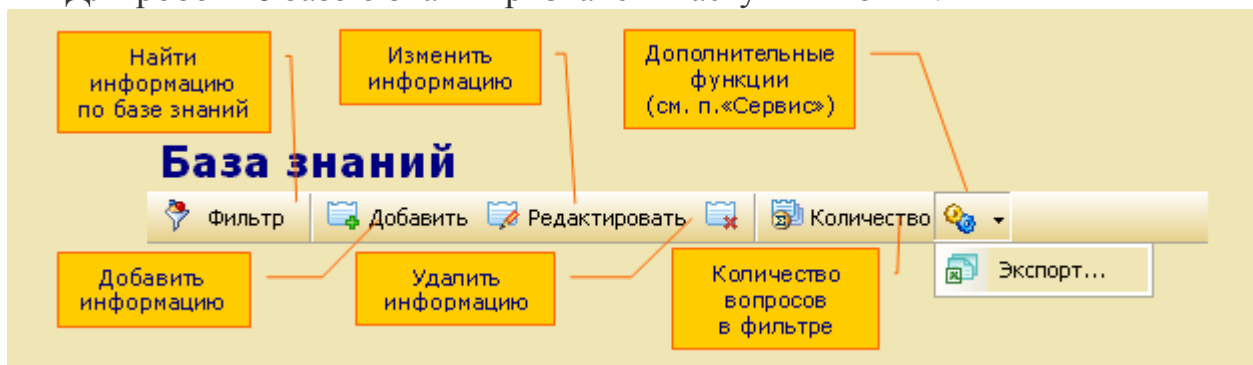 Найти
информацию
по базе знаний
Изменить
информацию
Дополнительные
функции
(см. п.«Сервис»)
База знаний
Фильтр
Добавить
Редактировать
Количество
Экспорт...
Добавить
информацию
Удалить
информацию
Количество
вопросов
в фильтре